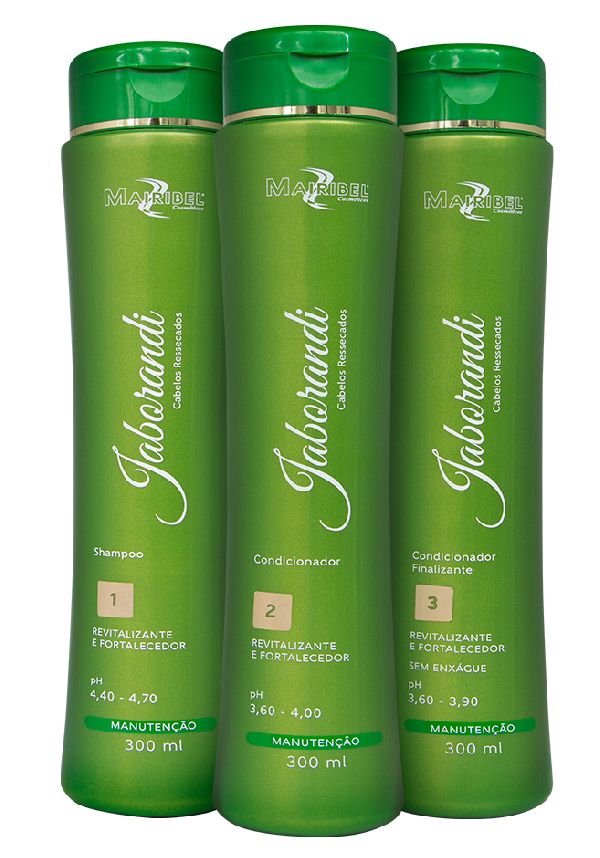 MAIRIBEL®
Cosméticos
Jaborandi
Cabelos Ressecados
Shampoo
1
REVITALIZANTE
E FORTALECEDOR
pH
4,40 - 4,70
MANUTENÇÃO
300 ml
MAIRIBEL®
Cosméticos
Jaborandi
Cabelos Ressecados
Condicionador
2
REVITALIZANTE
E FORTALECEDOR
pH
3,60 - 4,00
MANUTENÇÃO
300 ml
MAIRIBEL®
Cosméticos
Jaborandi
Cabelos Ressecados
Condicionador
Finalizante
3
REVITALIZANTE
E FORTALECEDOR
SEM ENXÁGUE
pH
3,60 - 3,90
MANUTENÇÃO
300 ml